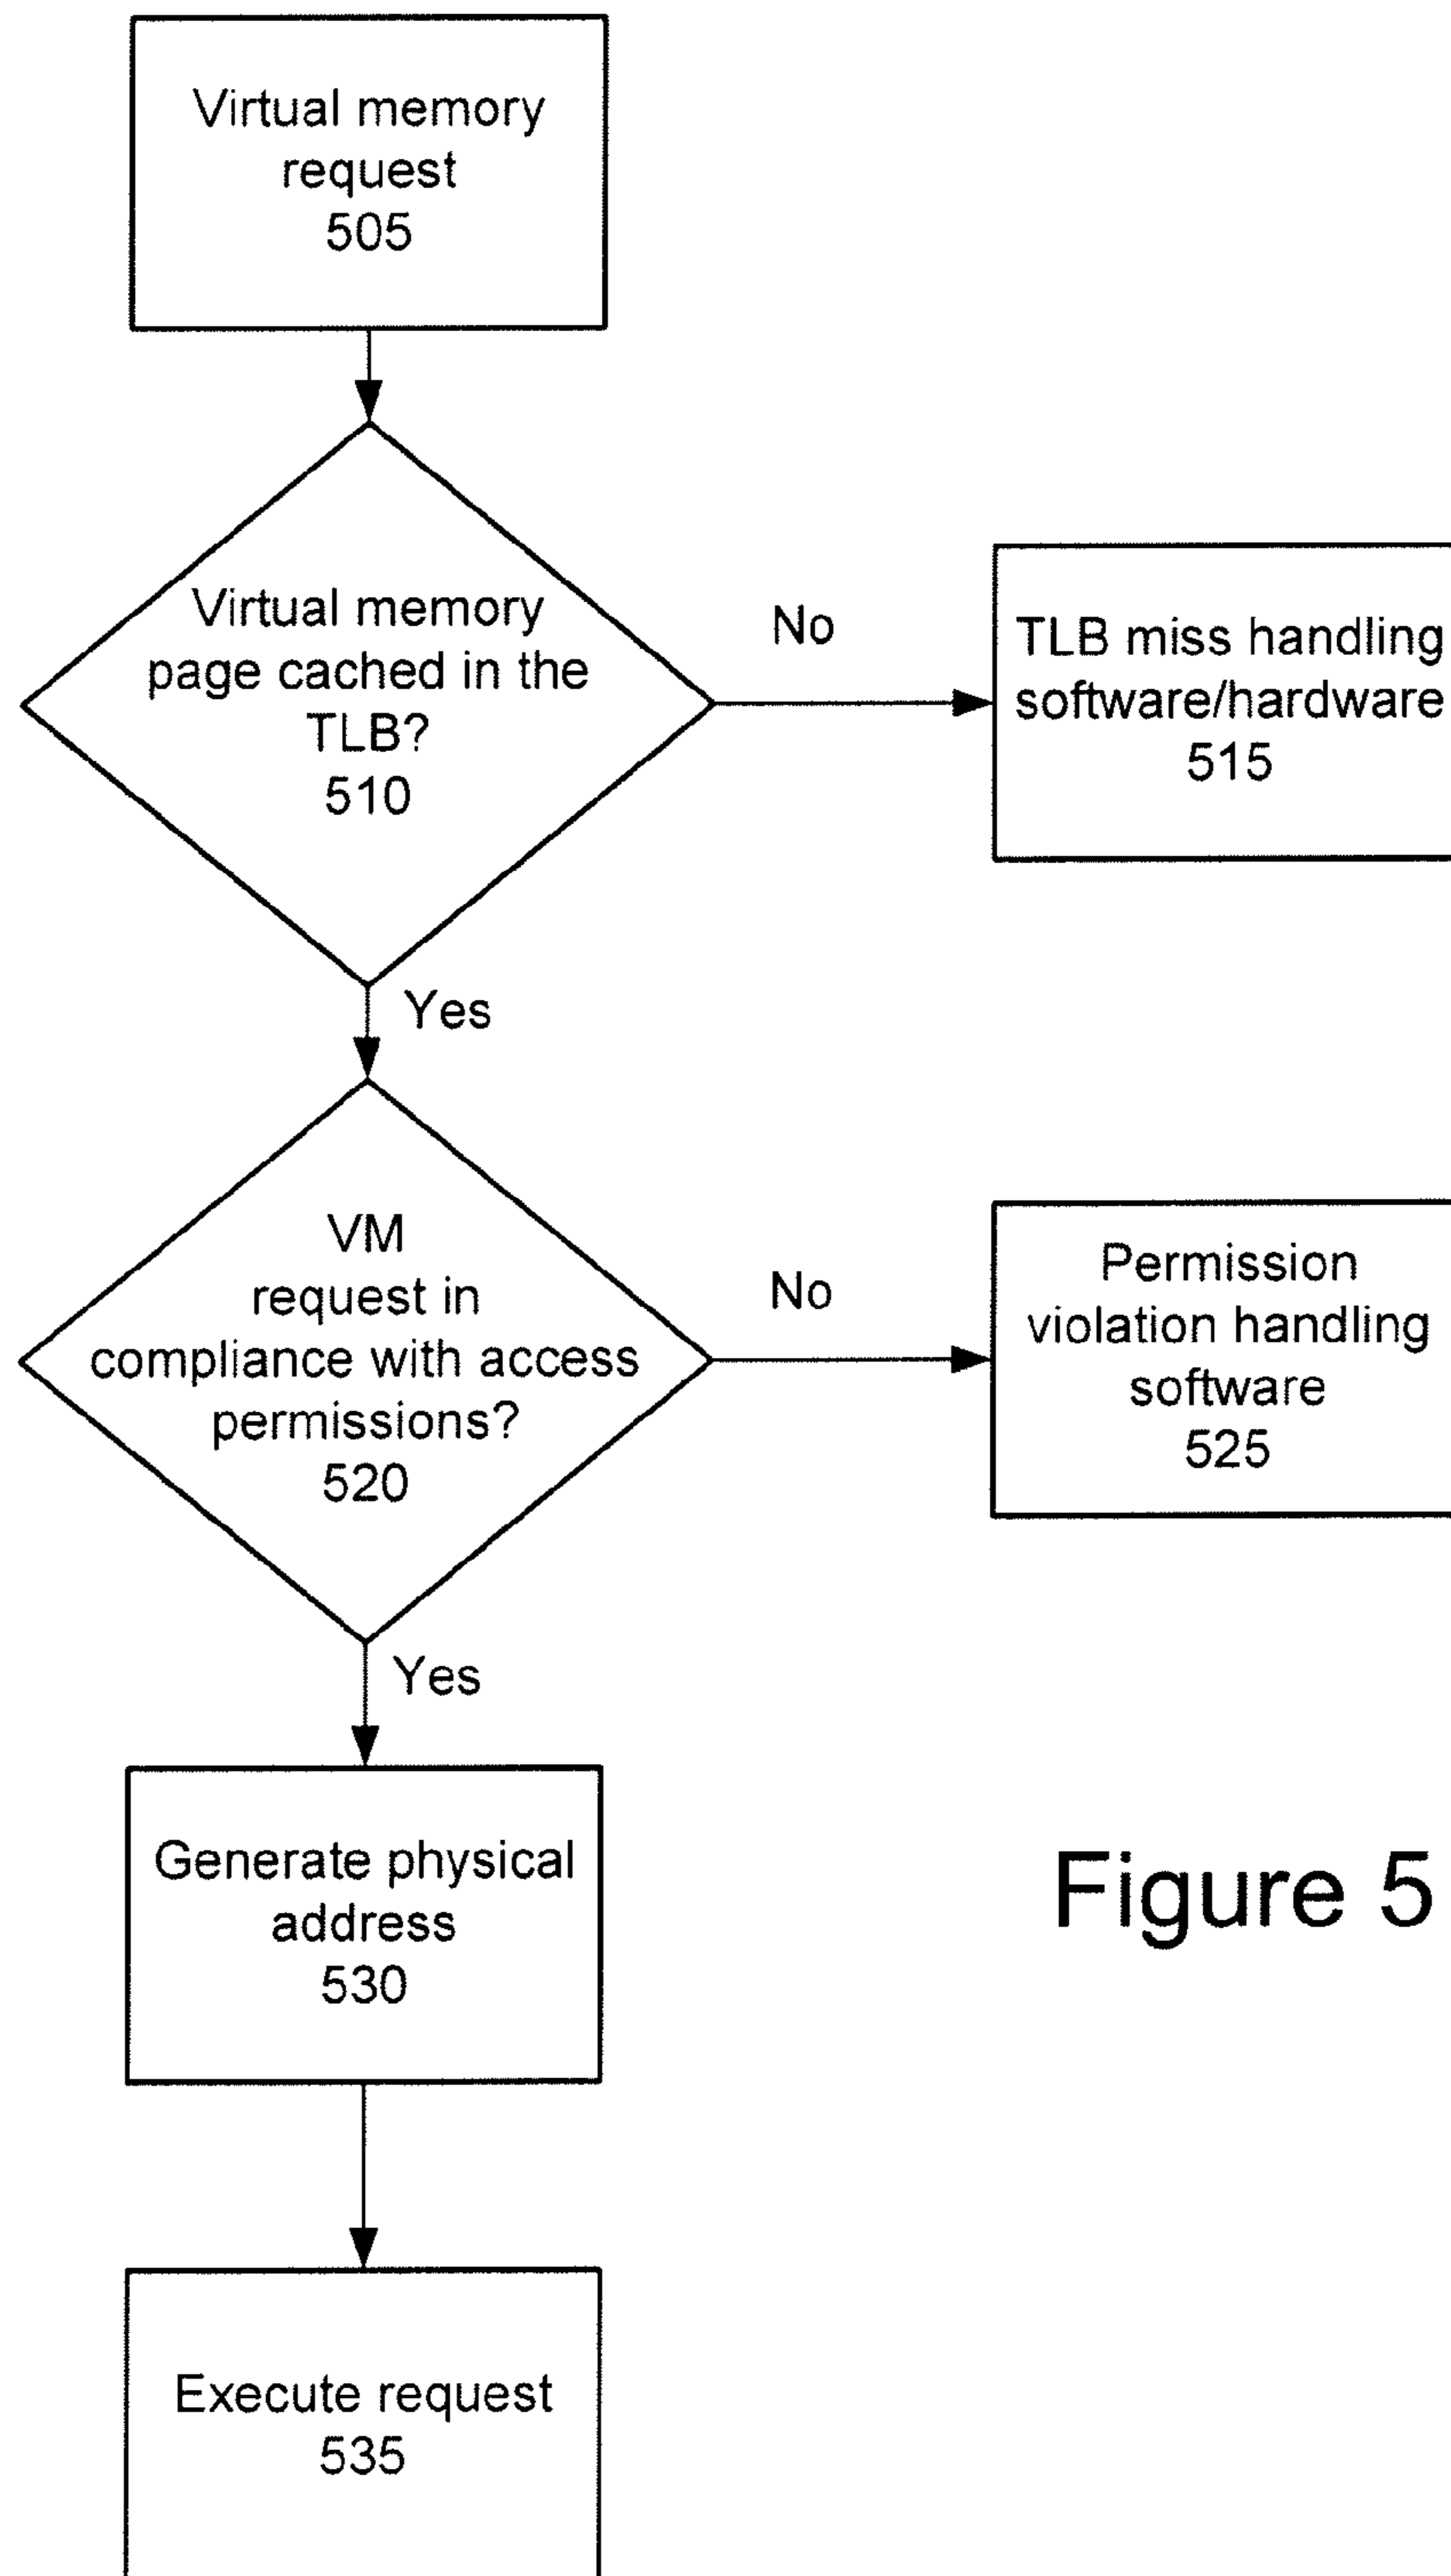 Virtual memory
request
505
Virtual memory
page cached in the
TLB?
510
No
TLB miss handling
software/hardware
515
Yes
VM
request in
compliance with access
permissions?
520
No
Permission
violation handling
software
525
Yes
Generate physical
address
530
Figure 5
Execute request
535